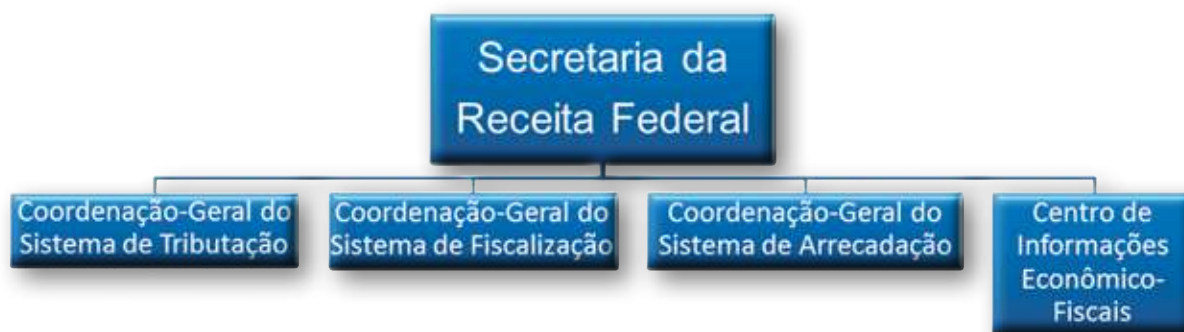 Secretaria da
Receita Federal
Coordenação-Geral do
Sistema de Tributação
Coordenação-Geral do
Sistema de Fiscalização
Coordenação-Geral do
Sistema de Arrecadação
Centro de
Informações
Econômico-
Fiscais